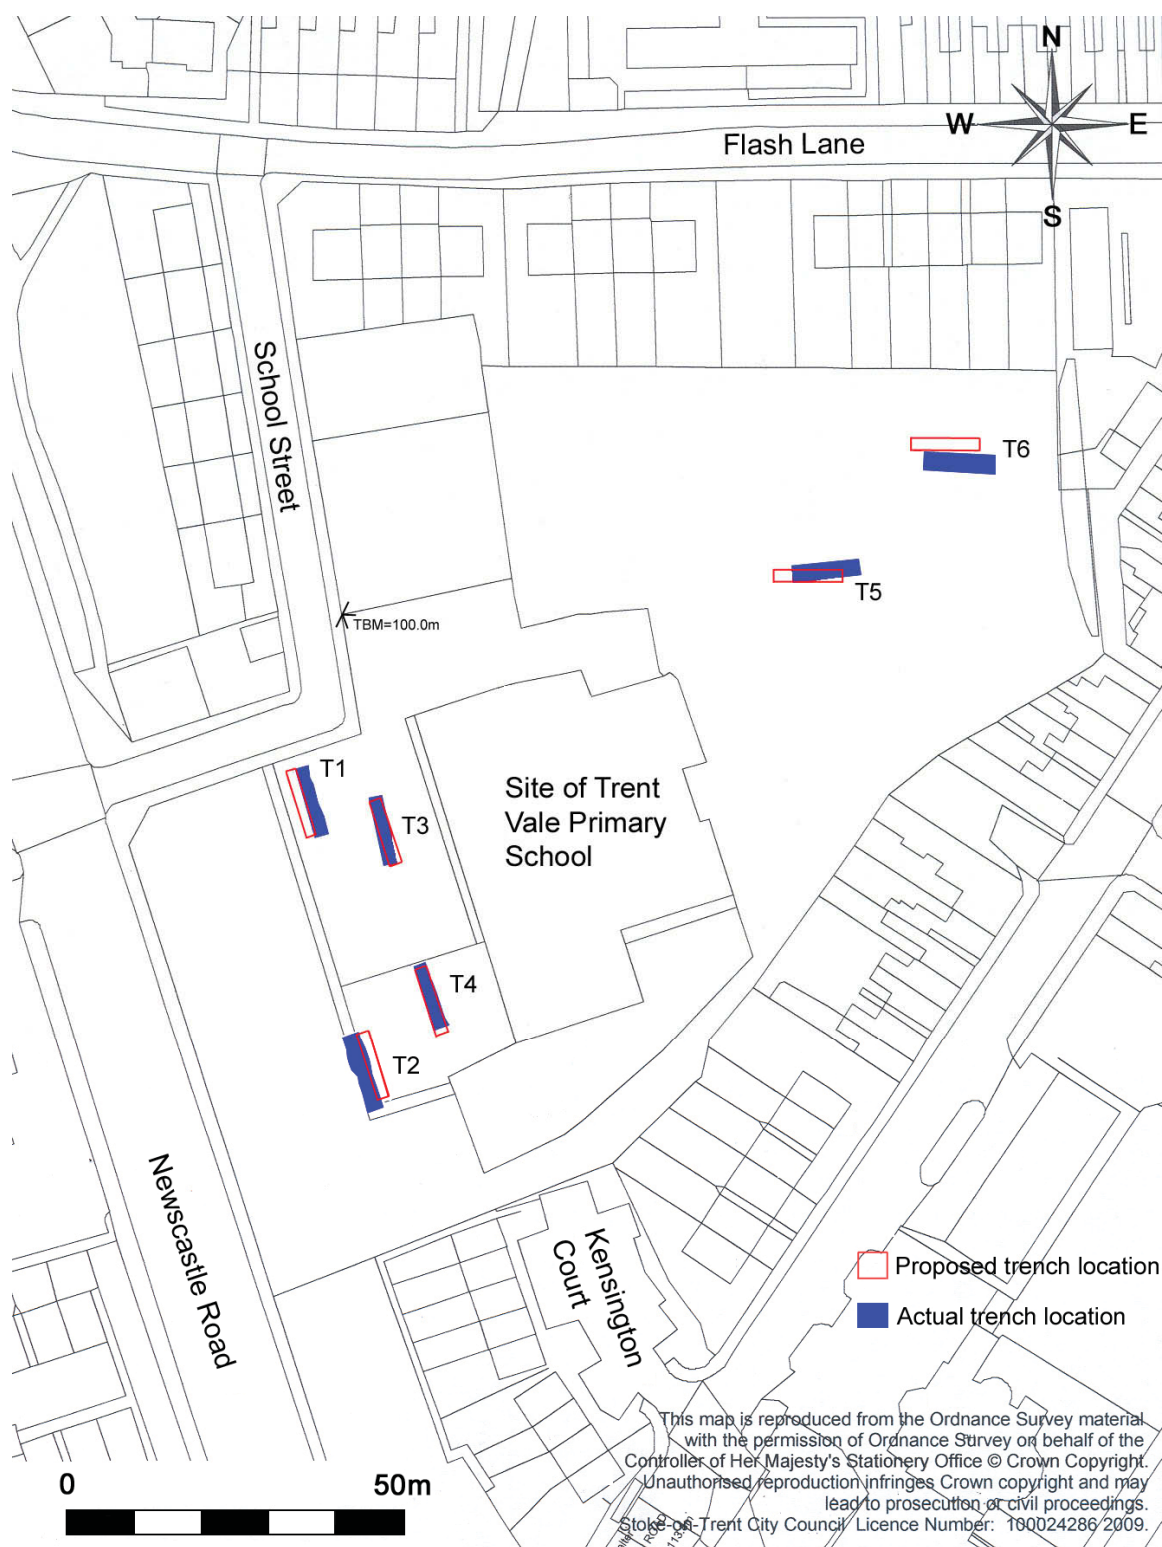 N
W
E
S
Flash Lane
School Street
T6
T5
TBM=100.0m
T1
T3
Site of Trent
Vale Primary
School
T4
T2
Newscastle Road
Kensington
Court
Proposed trench location
Actual trench location
This map is reproduced from the Ordnance Survey material
with the permission of Ordnance Survey on behalf of the
Controller of Her Majesty's Stationery Office © Crown Copyright.
Unauthorised reproduction infringes Crown copyright and may
lead to prosecution or civil proceedings.
Stoke-on-Trent City Council Licence Number: 100024286 2009.
0
50m
ROAD